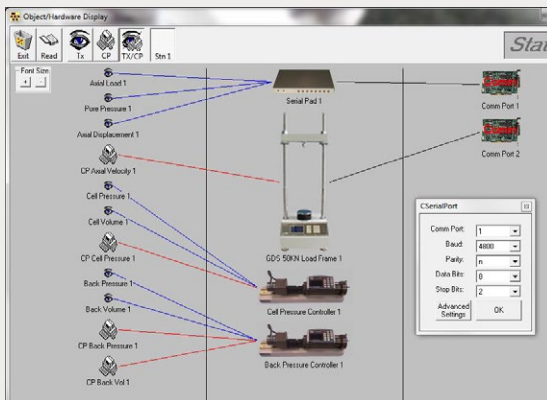 Object/Hardware Display
Exit
Read
Tx
CP
TX/CP
Stn 1
Stat
Font Size
+
-
Axial Load 1
Pore Pressure 1
Axial Displacement 1
CP Axial Velocity 1
Cell Pressure 1
Cell Volume 1
CP Cell Pressure 1
Back Pressure 1
Back Volume 1
CP Back Pressure 1
CP Back Vol 1
Serial Pad 1
GDS 50KN Load Frame 1
Cell Pressure Controller 1
Back Pressure Controller 1
Comm
Comm Port 1
Comm
Comm Port 2
CSerialPort
Comm Port: 1
Baud: 4800
Parity: n
Data Bits: 8
Stop Bits: 2
Advanced
Settings
OK